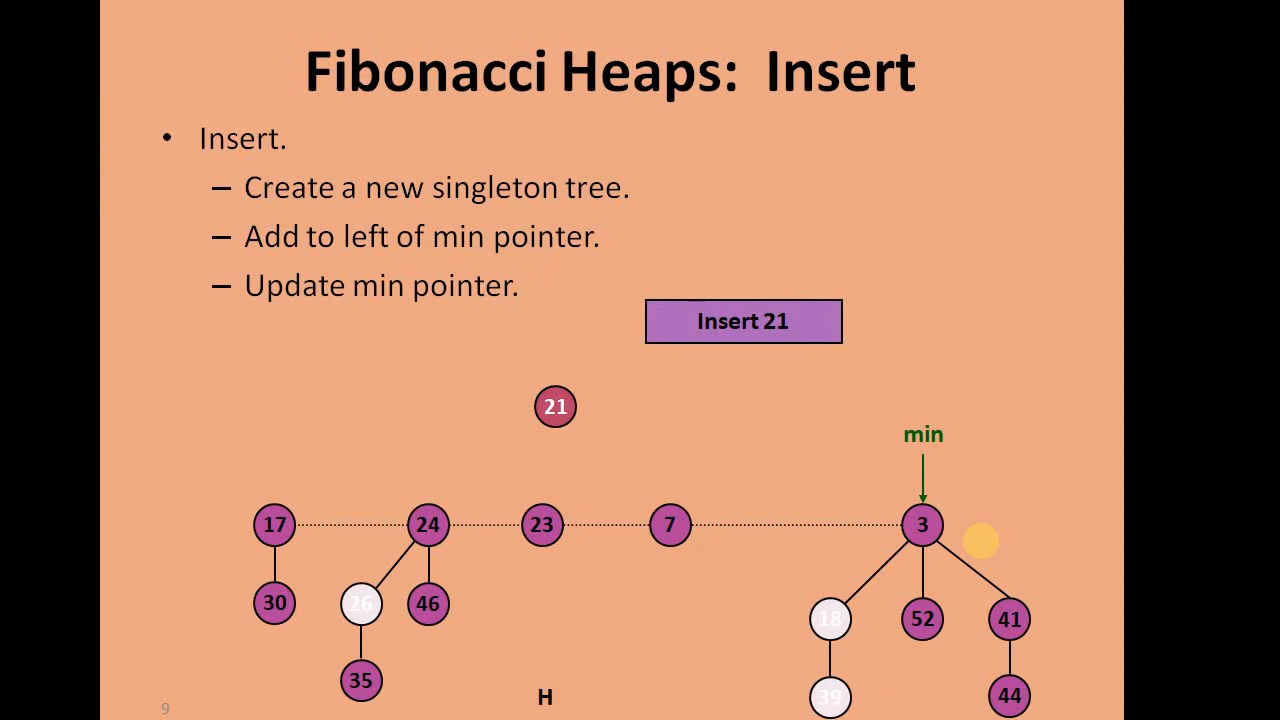 Fibonacci Heaps: Insert
• Insert.
– Create a new singleton tree.
– Add to left of min pointer.
– Update min pointer.
Insert 21
21
min
17 24 23 7 3
30 26 46 18 52 41
35 39 44
H
9